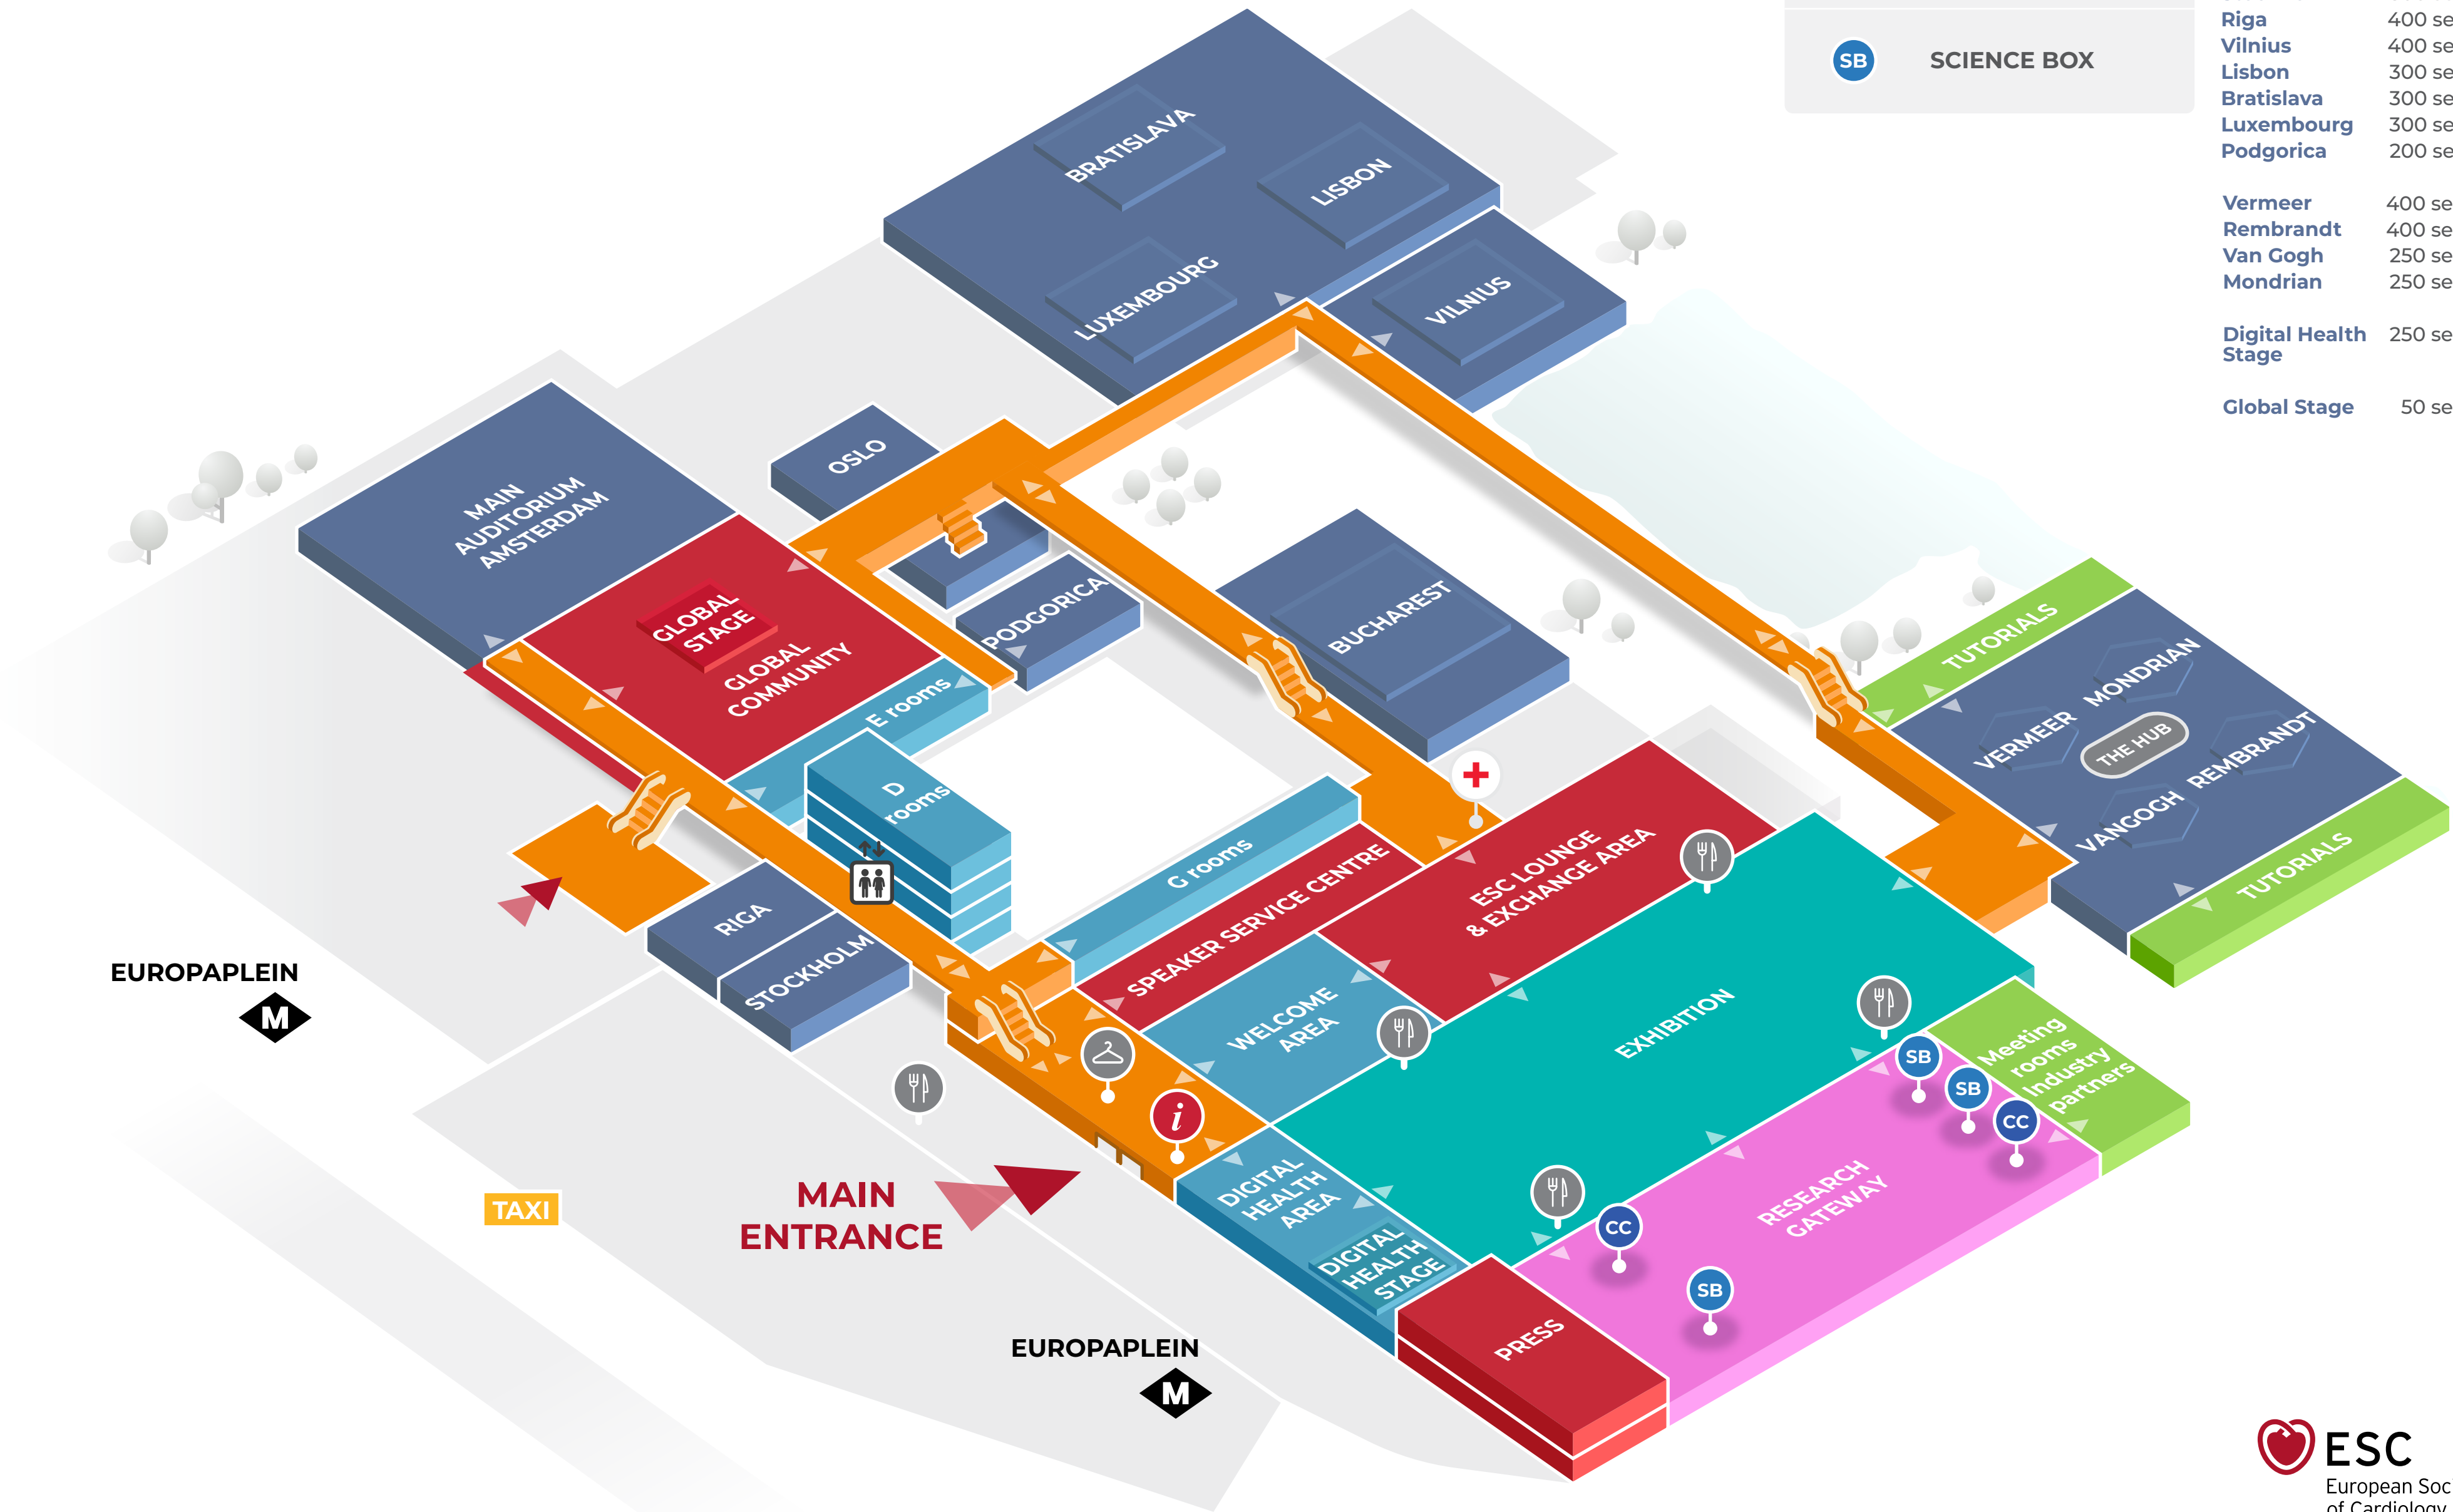 SB
SCIENCE BOX
Riga 400 se
Vilnius 400 se
Lisbon 300 se
Bratislava 300 se
Luxembourg 300 se
Podgorica 200 se
Vermeer 400 se
Rembrandt 400 se
Van Gogh 250 se
Mondrian 250 se
Digital Health 250 se
Stage
Global Stage 50 se
BRATISLAVA
LISBON
LUXEMBOURG
VILNIUS
OSLO
MAIN
AUDITORIUM
AMSTERDAM
GLOBAL
STAGE
GLOBAL
COMMUNITY
PODGORICA
BUCHAREST
E rooms
D
rooms
G rooms
TUTORIALS
MONDRIAN
VERMEER
THE HUB
REMBRANDT
VANGOGH
TUTORIALS
RIGA
STOCKHOLM
SPEAKER SERVICE CENTRE
ESC LOUNGE
& EXCHANGE AREA
WELCOME
AREA
EXHIBITION
EUROPAPLEIN
M
i
SB
SB
CC
Meeting
rooms
Industry
partners
MAIN
ENTRANCE
TAXI
DIGITAL
HEALTH
AREA
DIGITAL
HEALTH
STAGE
CC
SB
RESEARCH
GATEWAY
PRESS
EUROPAPLEIN
M
ESC
European Soc
of Cardiology